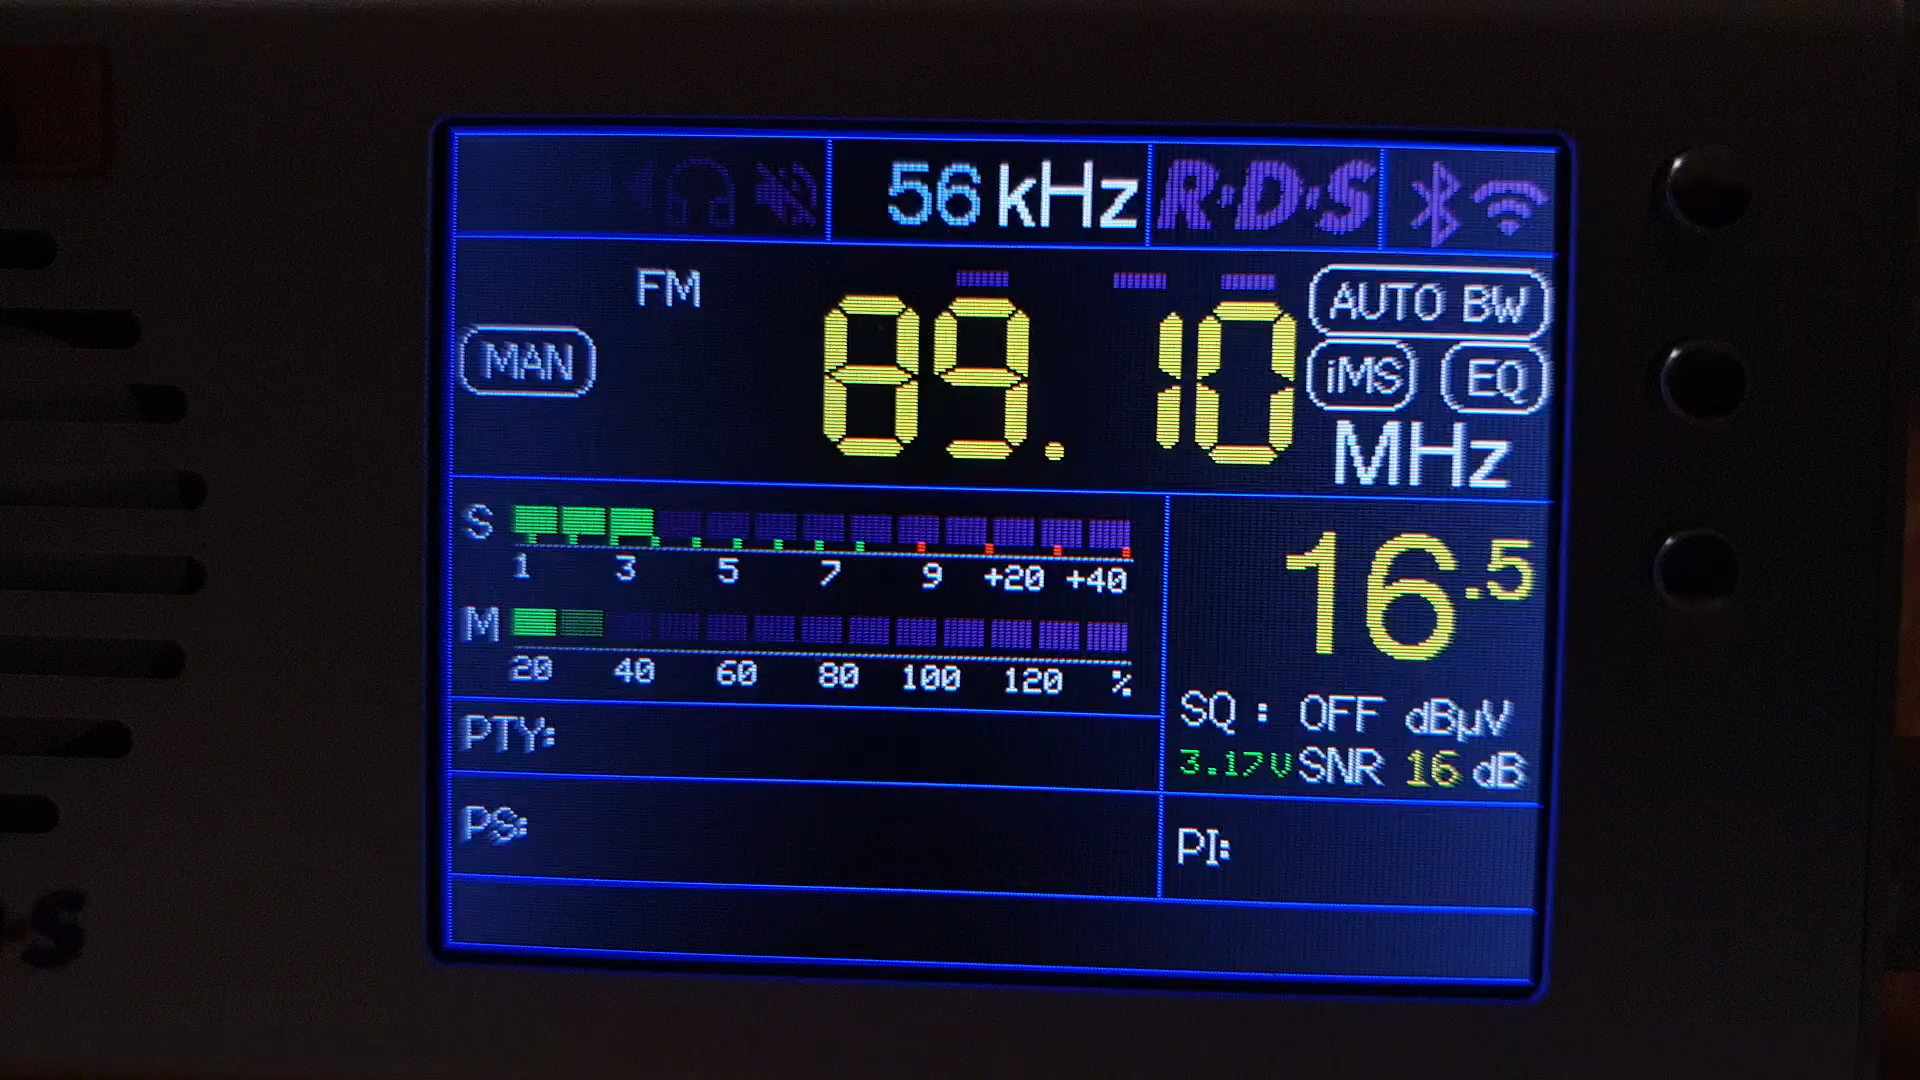 56 kHz R·D·S
FM
MAN
89.10
AUTO BW
iMS EQ
MHz
S
1 3 5 7 9 +20 +40
M
20 40 60 80 100 120 %
16.5
SQ : OFF dBµV
3.17V SNR 16 dB
PTY:
PS:
PI: